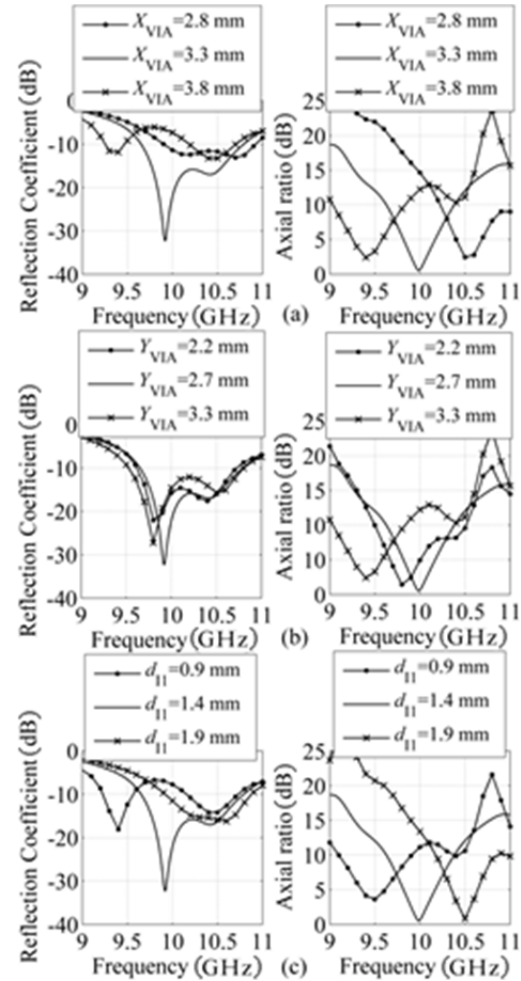 X_VIA=2.8 mm
X_VIA=3.3 mm
X_VIA=3.8 mm
Reflection Coefficient (dB)
-10
-20
-30
-40
9 9.5 10 10.5 11
Frequency (GHz)
X_VIA=2.8 mm
X_VIA=3.3 mm
X_VIA=3.8 mm
Axial ratio (dB)
25
20
15
10
5
0
9 9.5 10 10.5 11
Frequency (GHz)
(a)
Y_VIA=2.2 mm
Y_VIA=2.7 mm
Y_VIA=3.3 mm
Reflection Coefficient (dB)
0
-10
-20
-30
-40
9 9.5 10 10.5 11
Frequency (GHz)
Y_VIA=2.2 mm
Y_VIA=2.7 mm
Y_VIA=3.3 mm
Axial ratio (dB)
25
20
15
10
10
0
9 9.5 10 10.5 11
Frequency (GHz)
(b)
d_I1=0.9 mm
d_I1=1.4 mm
d_I1=1.9 mm
Reflection Coefficient (dB)
0
-10
-20
-30
-40
9 9.5 10 10.5 11
Frequency (GHz)
d_I1=0.9 mm
d_I1=1.4 mm
d_I1=1.9 mm
Axial ratio (dB)
25
20
15
10
5
0
9 9.5 10 10.5 11
Frequency (GHz)
(c)